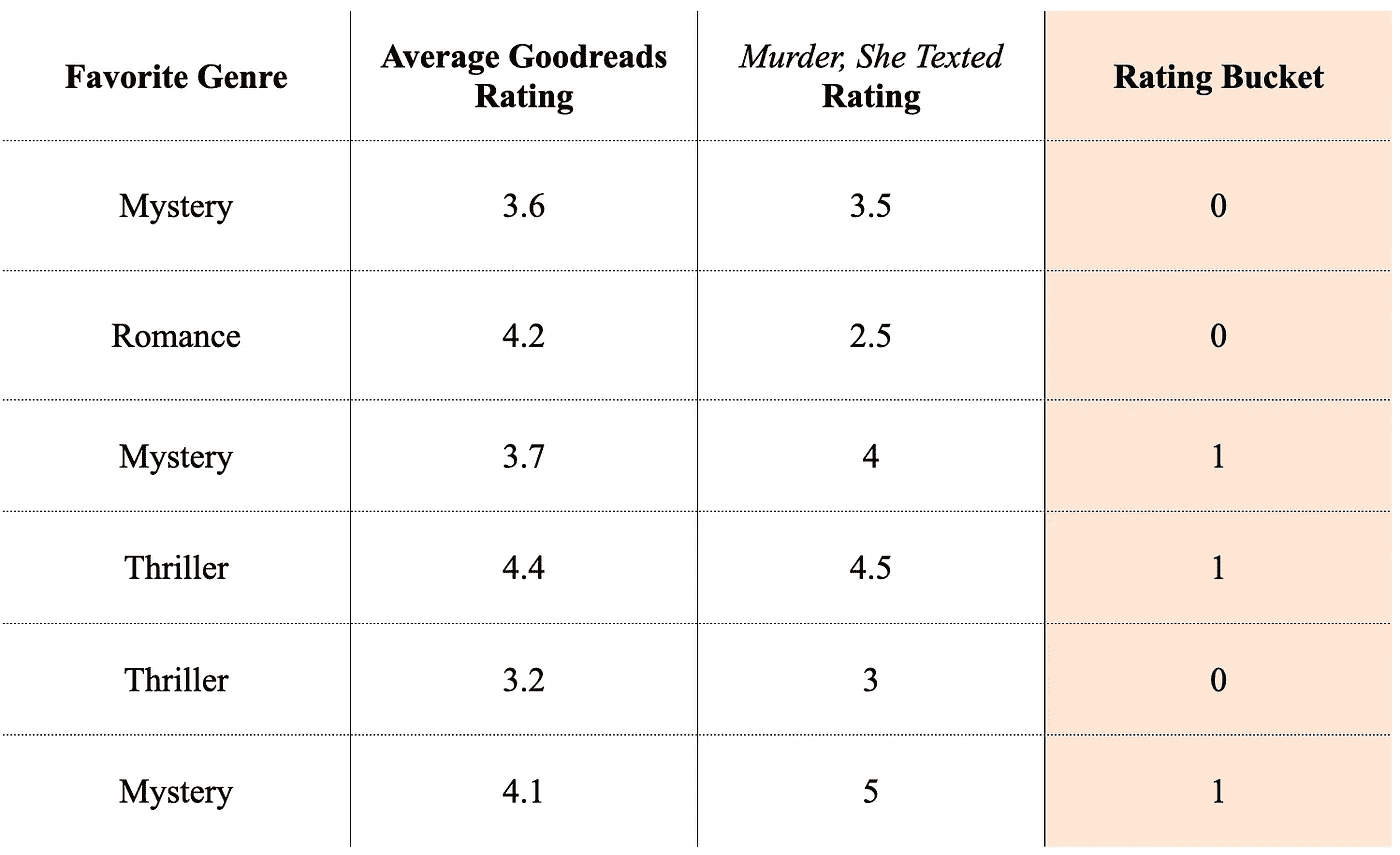 Favorite Genre
Average Goodreads
Rating
Murder, She Texted
Rating
Rating Bucket
Mystery 3.6 3.5 0
Romance 4.2 2.5 0
Mystery 3.7 4 1
Thriller 4.4 4.5 1
Thriller 3.2 3 0
Mystery 4.1 5 1